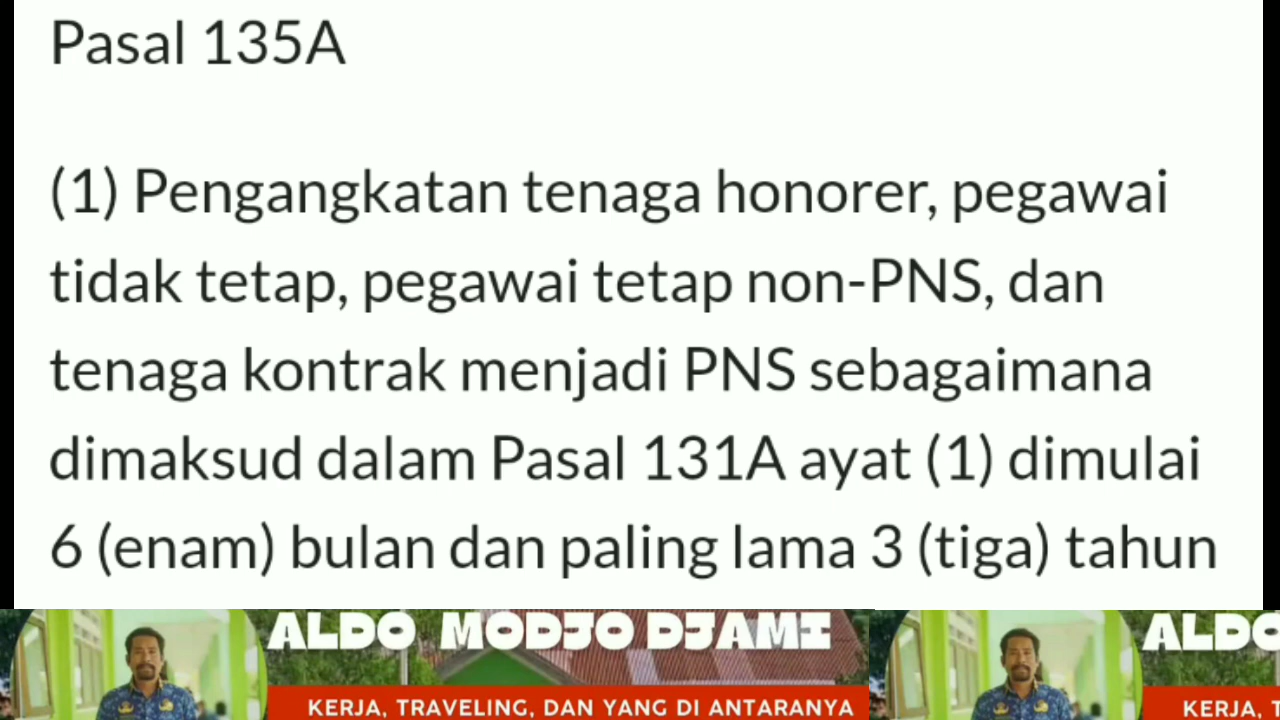 Pasal 135A
(1) Pengangkatan tenaga honorer, pegawai
tidak tetap, pegawai tetap non-PNS, dan
tenaga kontrak menjadi PNS sebagaimana
dimaksud dalam Pasal 131A ayat (1) dimulai
6 (enam) bulan dan paling lama 3 (tiga) tahun
ALDO MODJO DJAMI
KERJA, TRAVELING, DAN YANG DI ANTARANYA
ALDO
KERJA, T